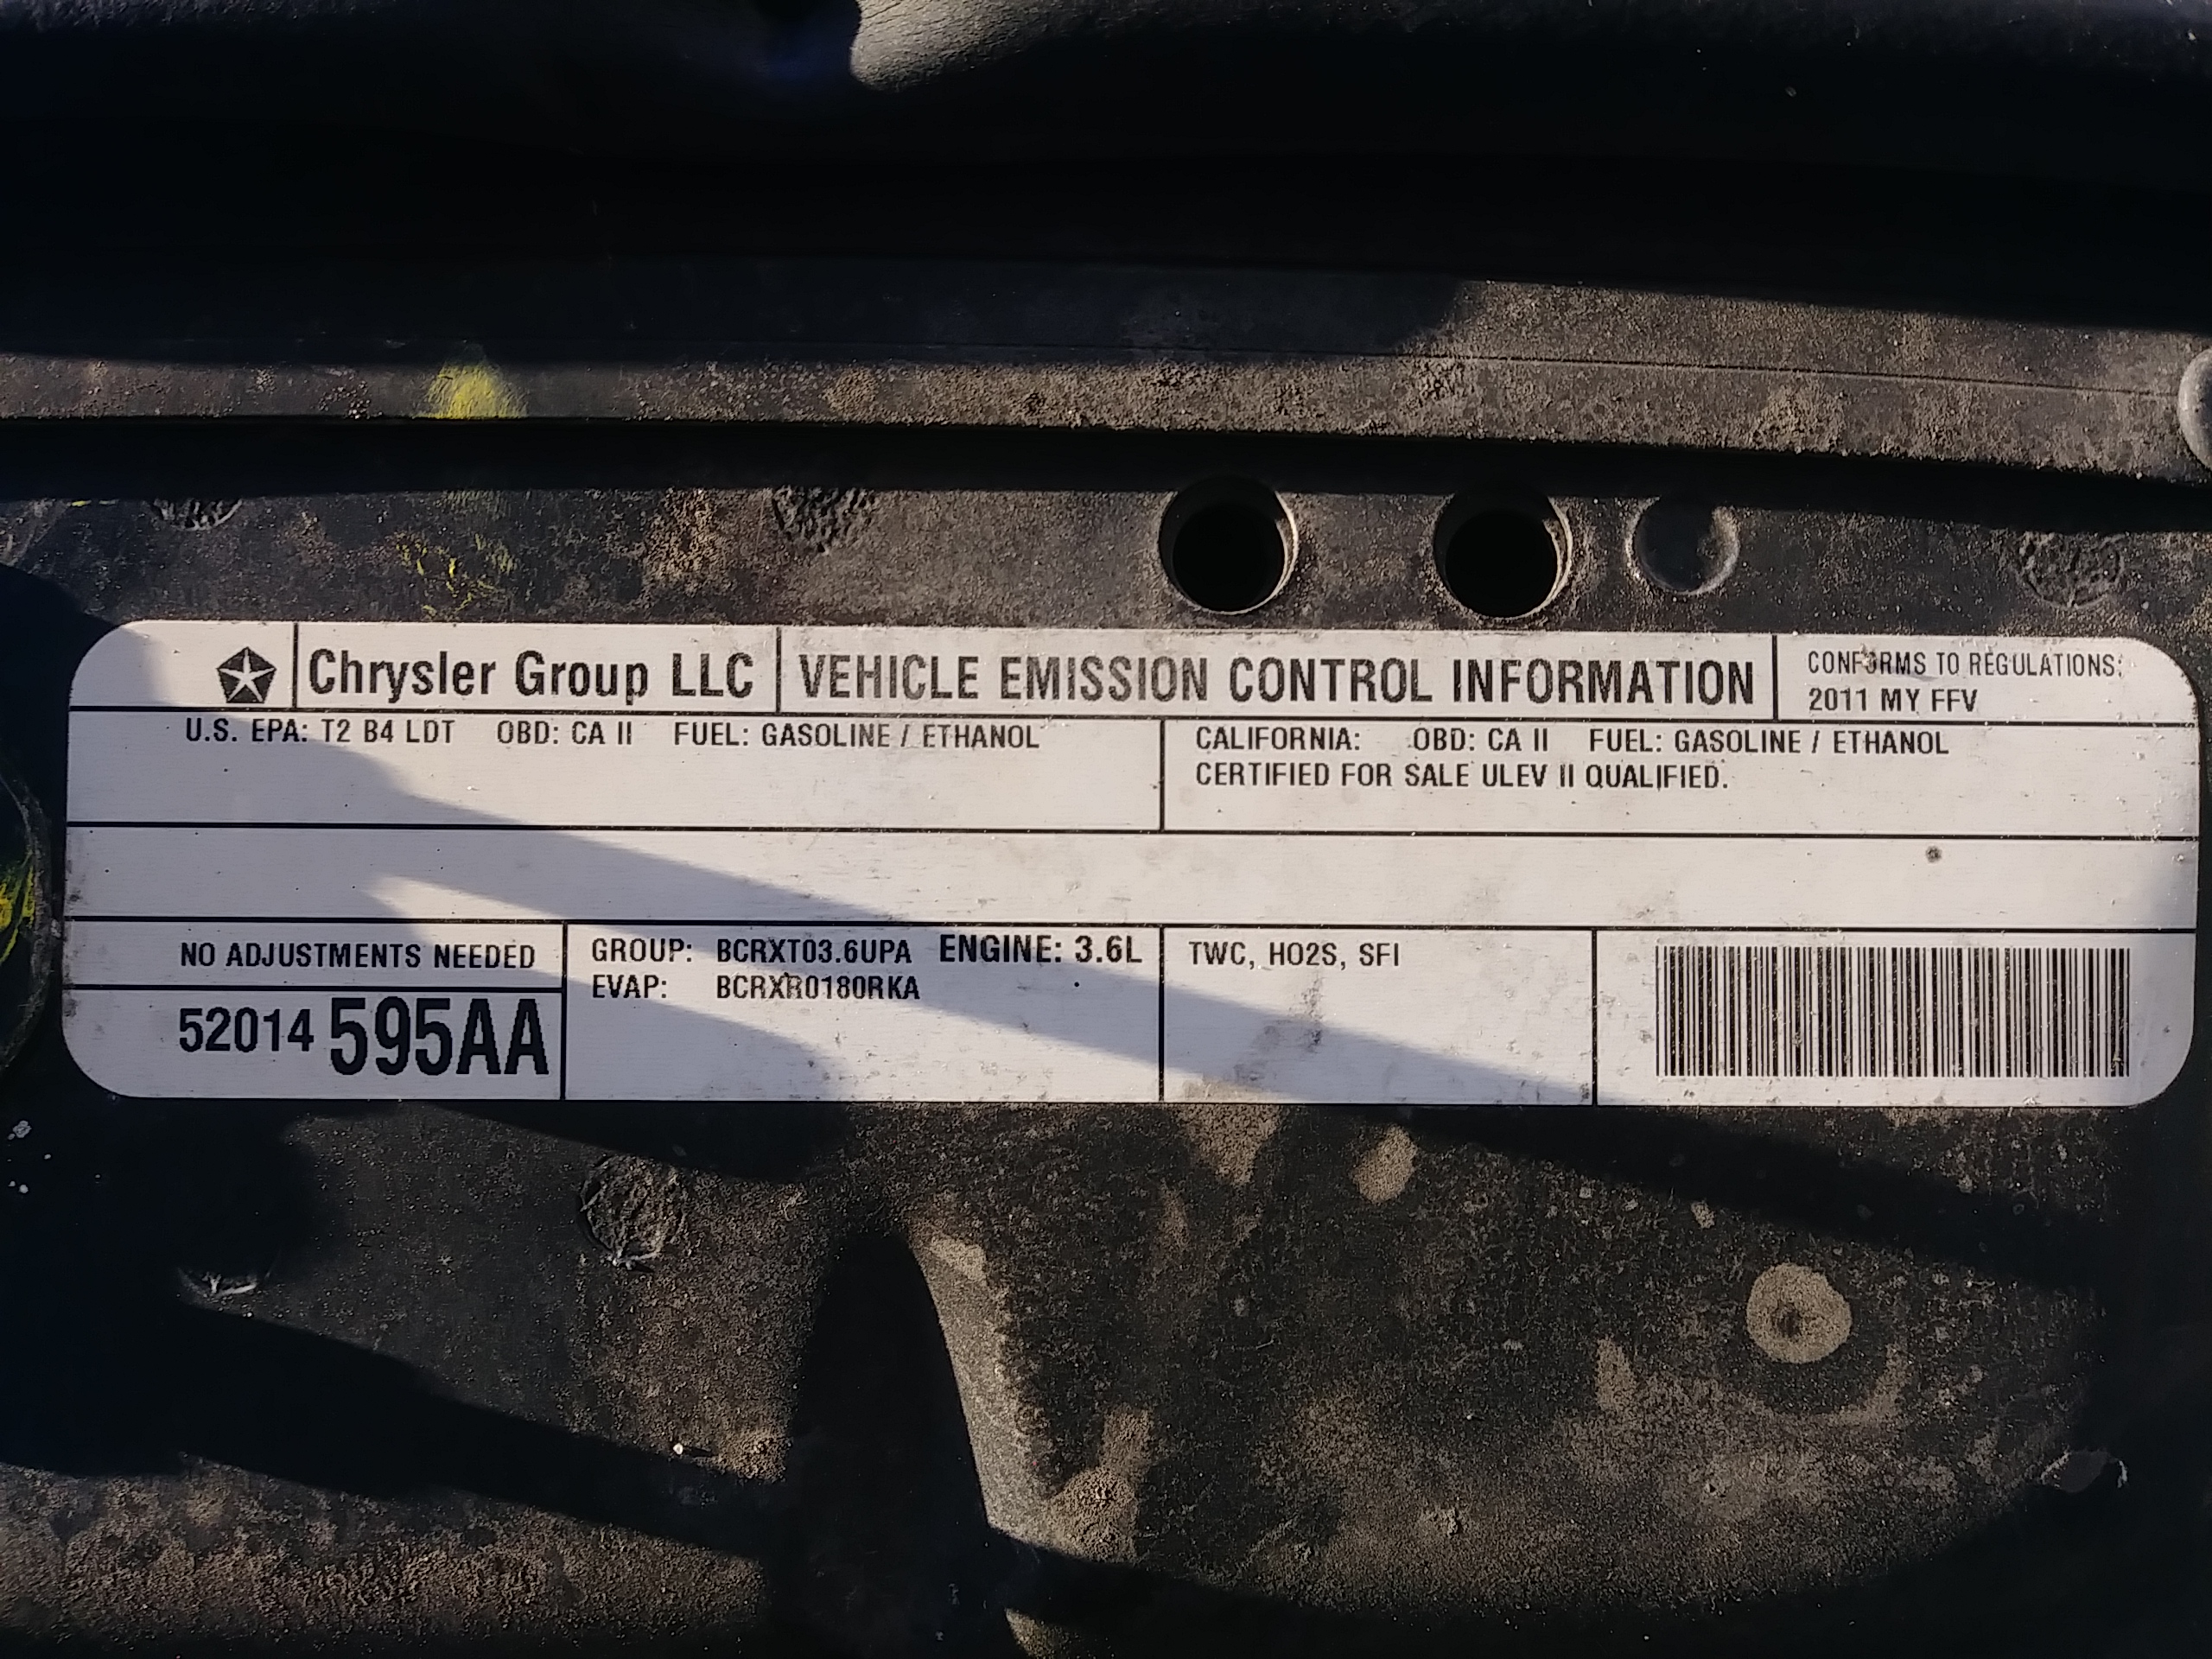 Chrysler Group LLC VEHICLE EMISSION CONTROL INFORMATION
CONFORMS TO REGULATIONS:
2011 MY FFV
U.S. EPA: T2 B4 LDT OBD: CA II FUEL: GASOLINE / ETHANOL
CALIFORNIA: OBD: CA II FUEL: GASOLINE / ETHANOL
CERTIFIED FOR SALE ULEV II QUALIFIED.
NO ADJUSTMENTS NEEDED
52014 595AA
GROUP: BCRXT03.6UPA ENGINE: 3.6L
EVAP: BCRXR0180RKA
TWC, HO2S, SFI